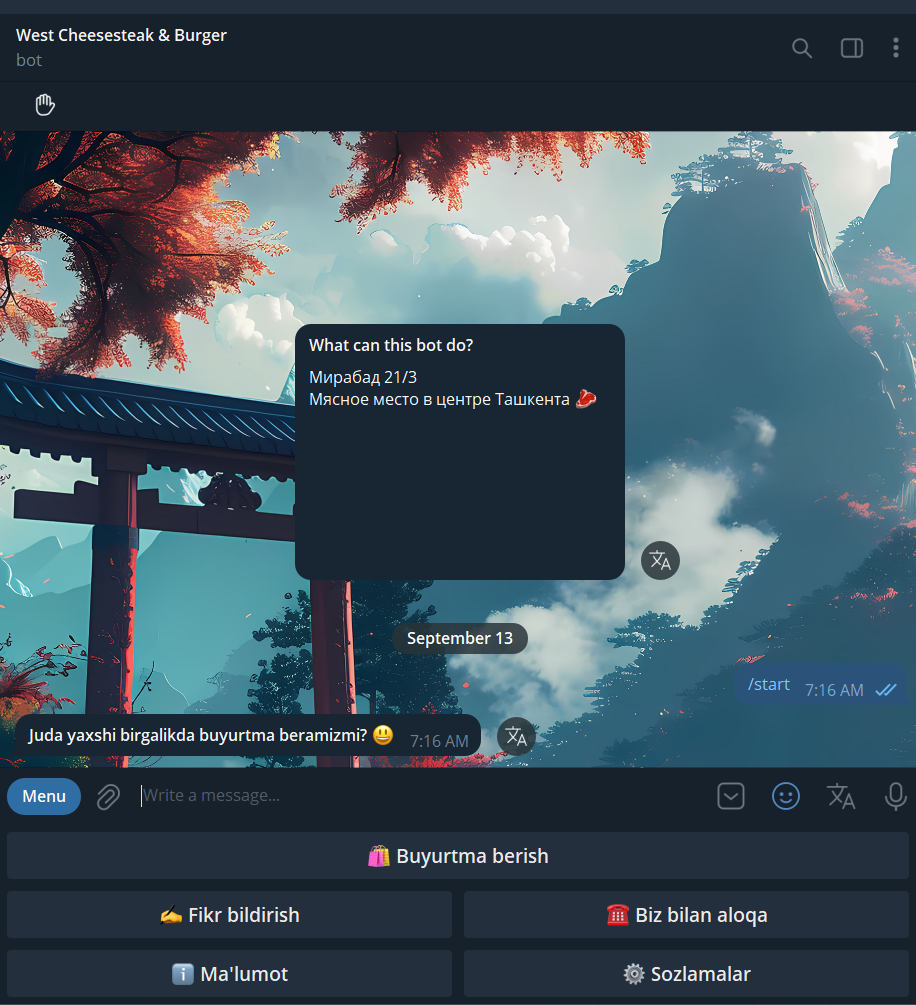 West Cheesesteak & Burger
bot
What can this bot do?
Мирабад 21/3
Мясное место в центре Ташкента 🥩
September 13
/start 7:16 AM
Juda yaxshi birgalikda buyurtma beramizmi? 😃 7:16 AM
Menu
Write a message...
🛍 Buyurtma berish
✍️ Fikr bildirish
☎️ Biz bilan aloqa
ℹ️ Ma'lumot
⚙️ Sozlamalar